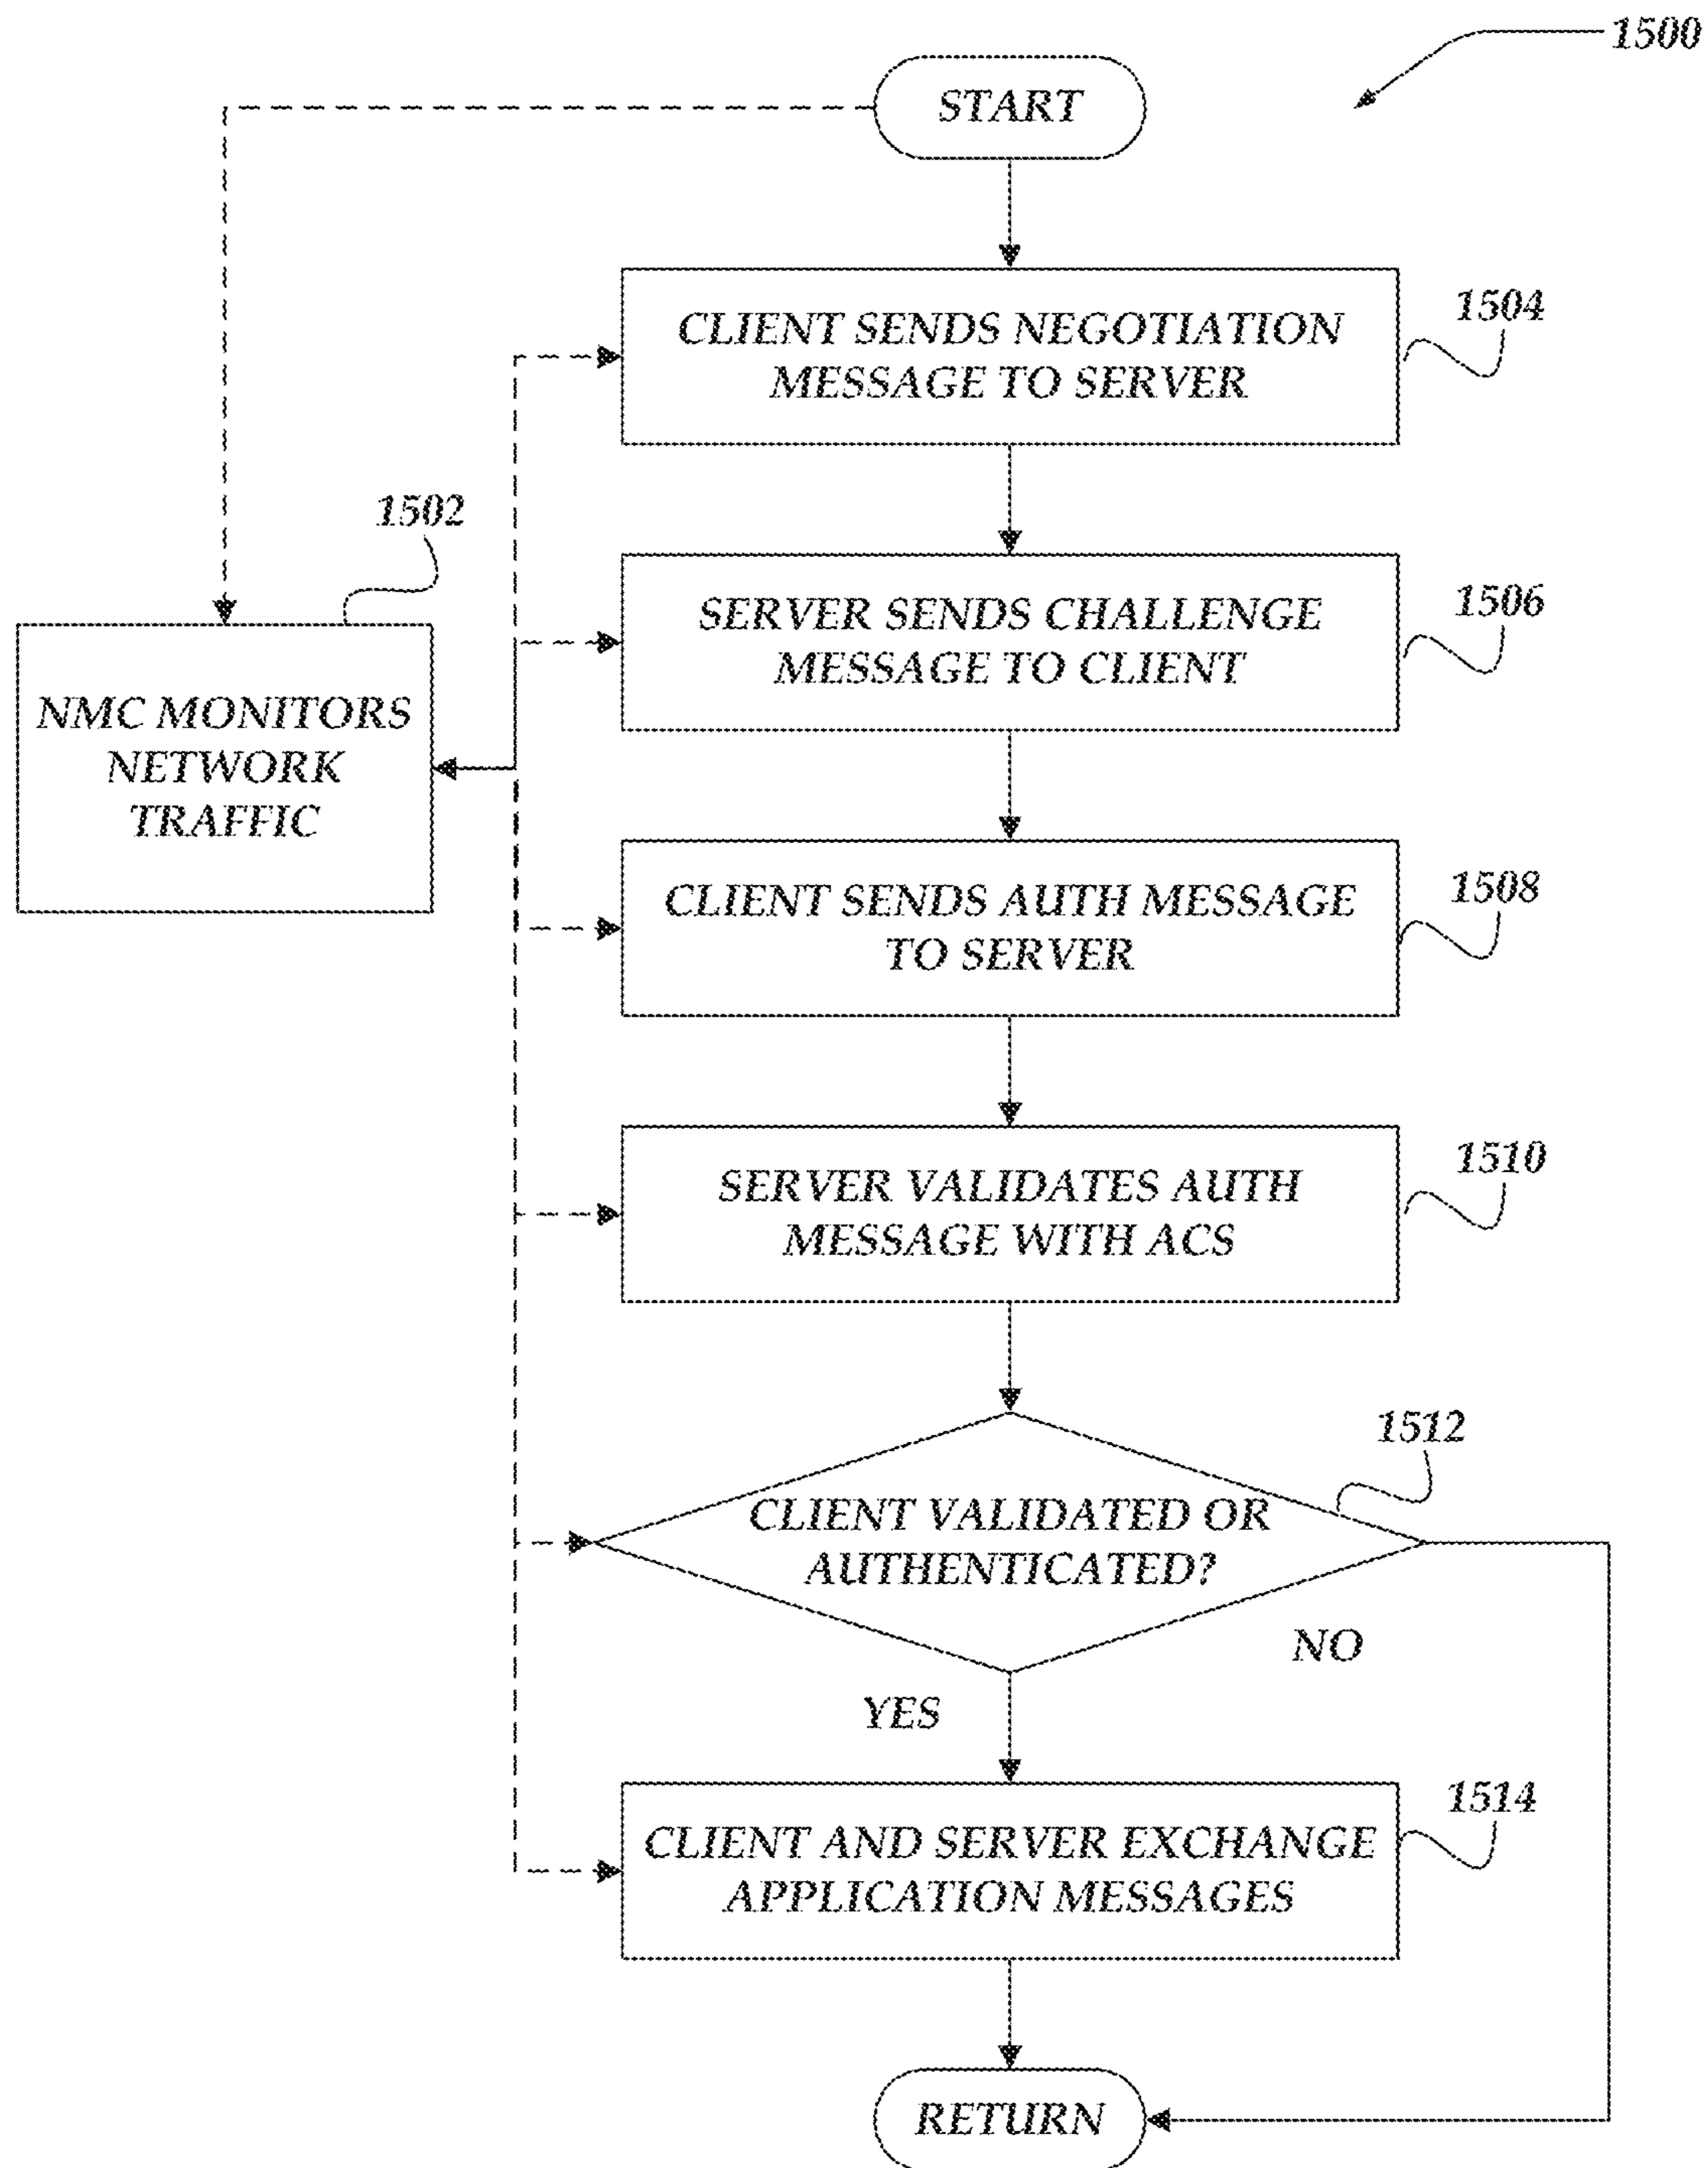 1500
START
CLIENT SENDS NEGOTIATION
MESSAGE TO SERVER
1504
1502
NMC MONITORS
NETWORK
TRAFFIC
SERVER SENDS CHALLENGE
MESSAGE TO CLIENT
1506
CLIENT SENDS AUTH MESSAGE
TO SERVER
1508
SERVER VALIDATES AUTH
MESSAGE WITH ACS
1510
CLIENT VALIDATED OR
AUTHENTICATED?
1512
NO
YES
CLIENT AND SERVER EXCHANGE
APPLICATION MESSAGES
1514
RETURN